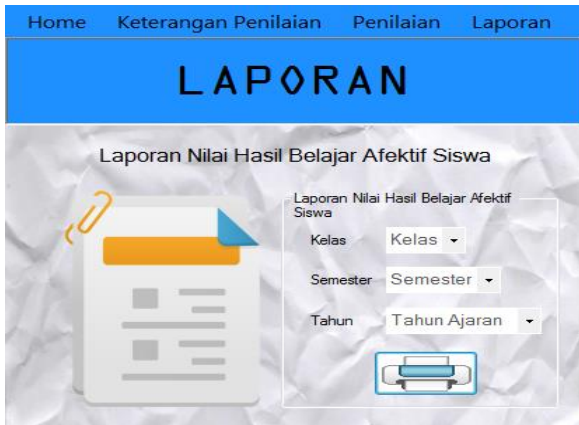 Home Keterangan Penilaian Penilaian Laporan
LAPORAN
Laporan Nilai Hasil Belajar Afektif Siswa
Laporan Nilai Hasil Belajar Afektif
Siswa
Kelas Kelas
Semester Semester
Tahun Tahun Ajaran